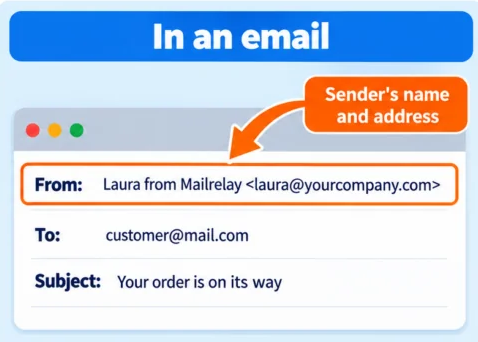 In an email
Sender's name
and address
From: Laura from Mailrelay <laura@yourcompany.com>
To: customer@mail.com
Subject: Your order is on its way